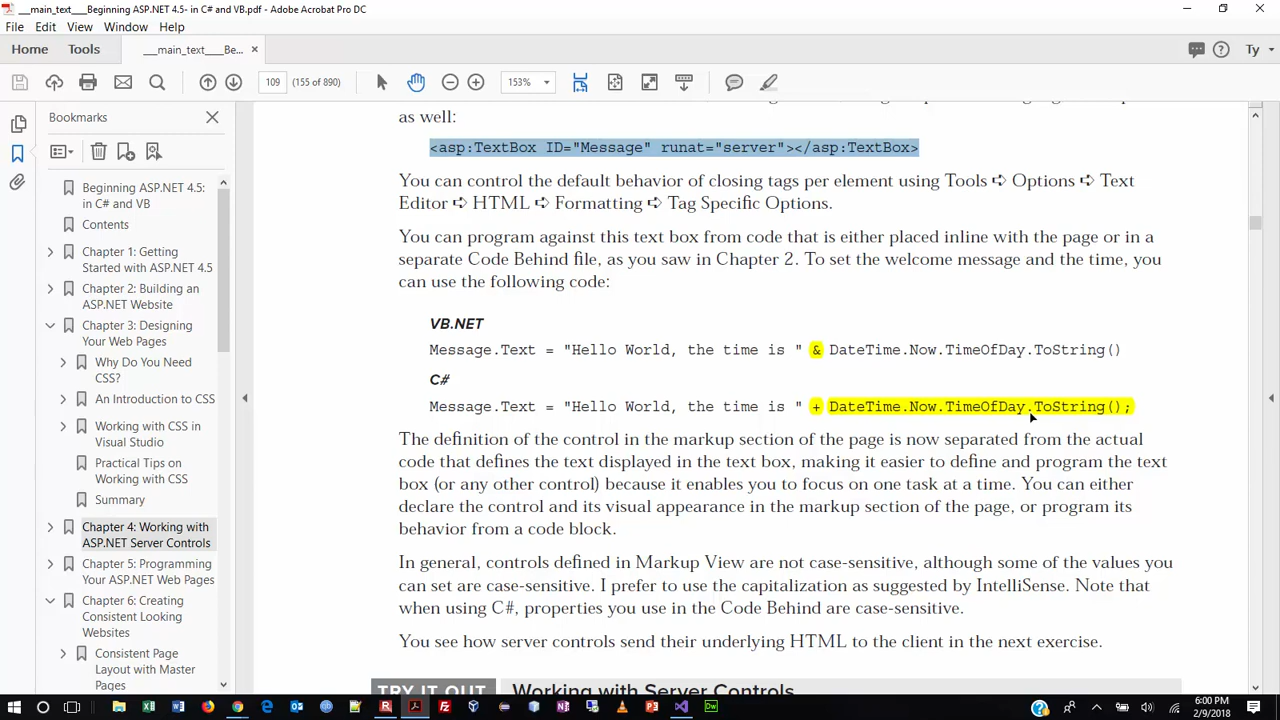 ___main_text____Beginning ASP.NET 4.5- in C# and VB.pdf - Adobe Acrobat Pro DC
File Edit View Window Help
Home Tools ___main_text____Be... ×
109 (155 of 890) 153% Ty
Bookmarks
Beginning ASP.NET 4.5:
in C# and VB
Contents
Chapter 1: Getting
Started with ASP.NET 4.5
Chapter 2: Building an
ASP.NET Website
Chapter 3: Designing
Your Web Pages
Why Do You Need
CSS?
An Introduction to CSS
Working with CSS in
Visual Studio
Practical Tips on
Working with CSS
Summary
Chapter 4: Working with
ASP.NET Server Controls
Chapter 5: Programming
Your ASP.NET Web Pages
Chapter 6: Creating
Consistent Looking
Websites
Consistent Page
Layout with Master
Pages
as well:
<asp:TextBox ID="Message" runat="server"></asp:TextBox>
You can control the default behavior of closing tags per element using Tools ➪ Options ➪ Text
Editor ➪ HTML ➪ Formatting ➪ Tag Specific Options.
You can program against this text box from code that is either placed inline with the page or in a
separate Code Behind file, as you saw in Chapter 2. To set the welcome message and the time, you
can use the following code:
VB.NET
Message.Text = "Hello World, the time is " & DateTime.Now.TimeOfDay.ToString()
C#
Message.Text = "Hello World, the time is " + DateTime.Now.TimeOfDay.ToString();
The definition of the control in the markup section of the page is now separated from the actual
code that defines the text displayed in the text box, making it easier to define and program the text
box (or any other control) because it enables you to focus on one task at a time. You can either
declare the control and its visual appearance in the markup section of the page, or program its
behavior from a code block.
In general, controls defined in Markup View are not case-sensitive, although some of the values you
can set are case-sensitive. I prefer to use the capitalization as suggested by IntelliSense. Note that
when using C#, properties you use in the Code Behind are case-sensitive.
You see how server controls send their underlying HTML to the client in the next exercise.
TRY IT OUT Working with Server Controls
6:00 PM
2/9/2018